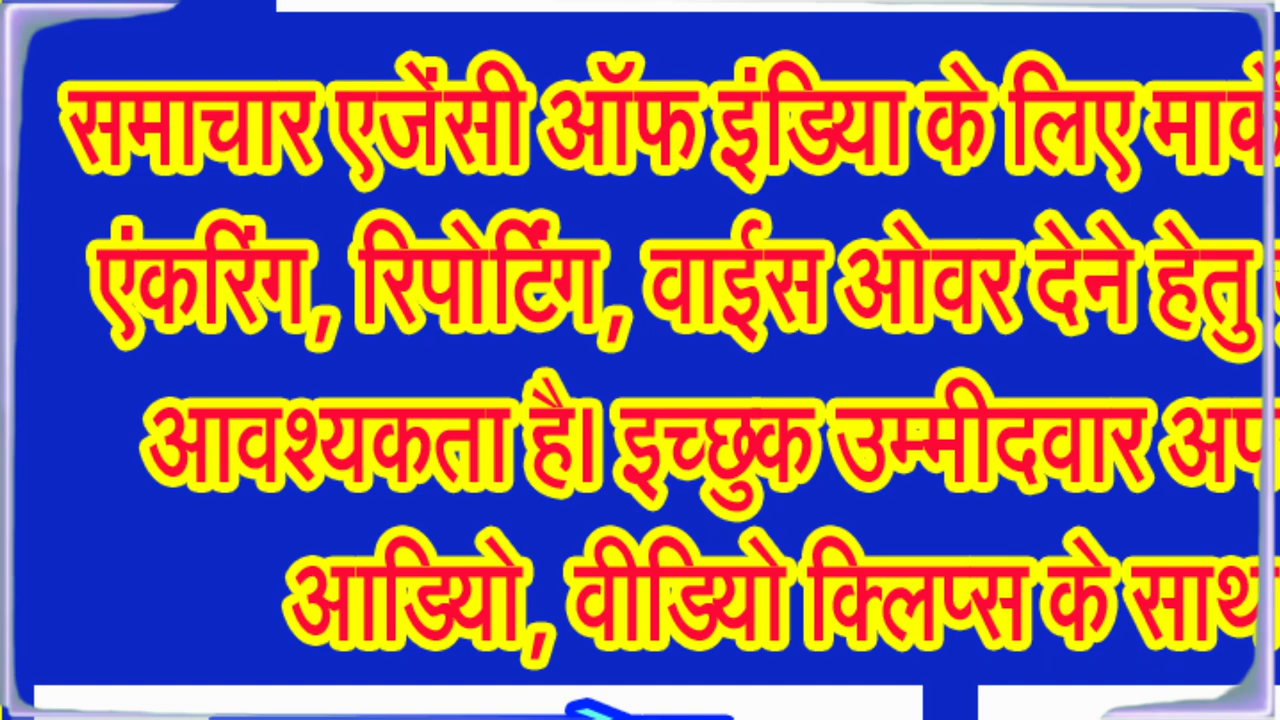 समाचार एजेंसी ऑफ इंडिया के लिए
एंकरिंग, रिपोर्टिंग, वाईस ओवर देने हेतु
आवश्यकता है। इच्छुक उम्मीदवार
आडियो, वीडियो क्लिप्स के साथ